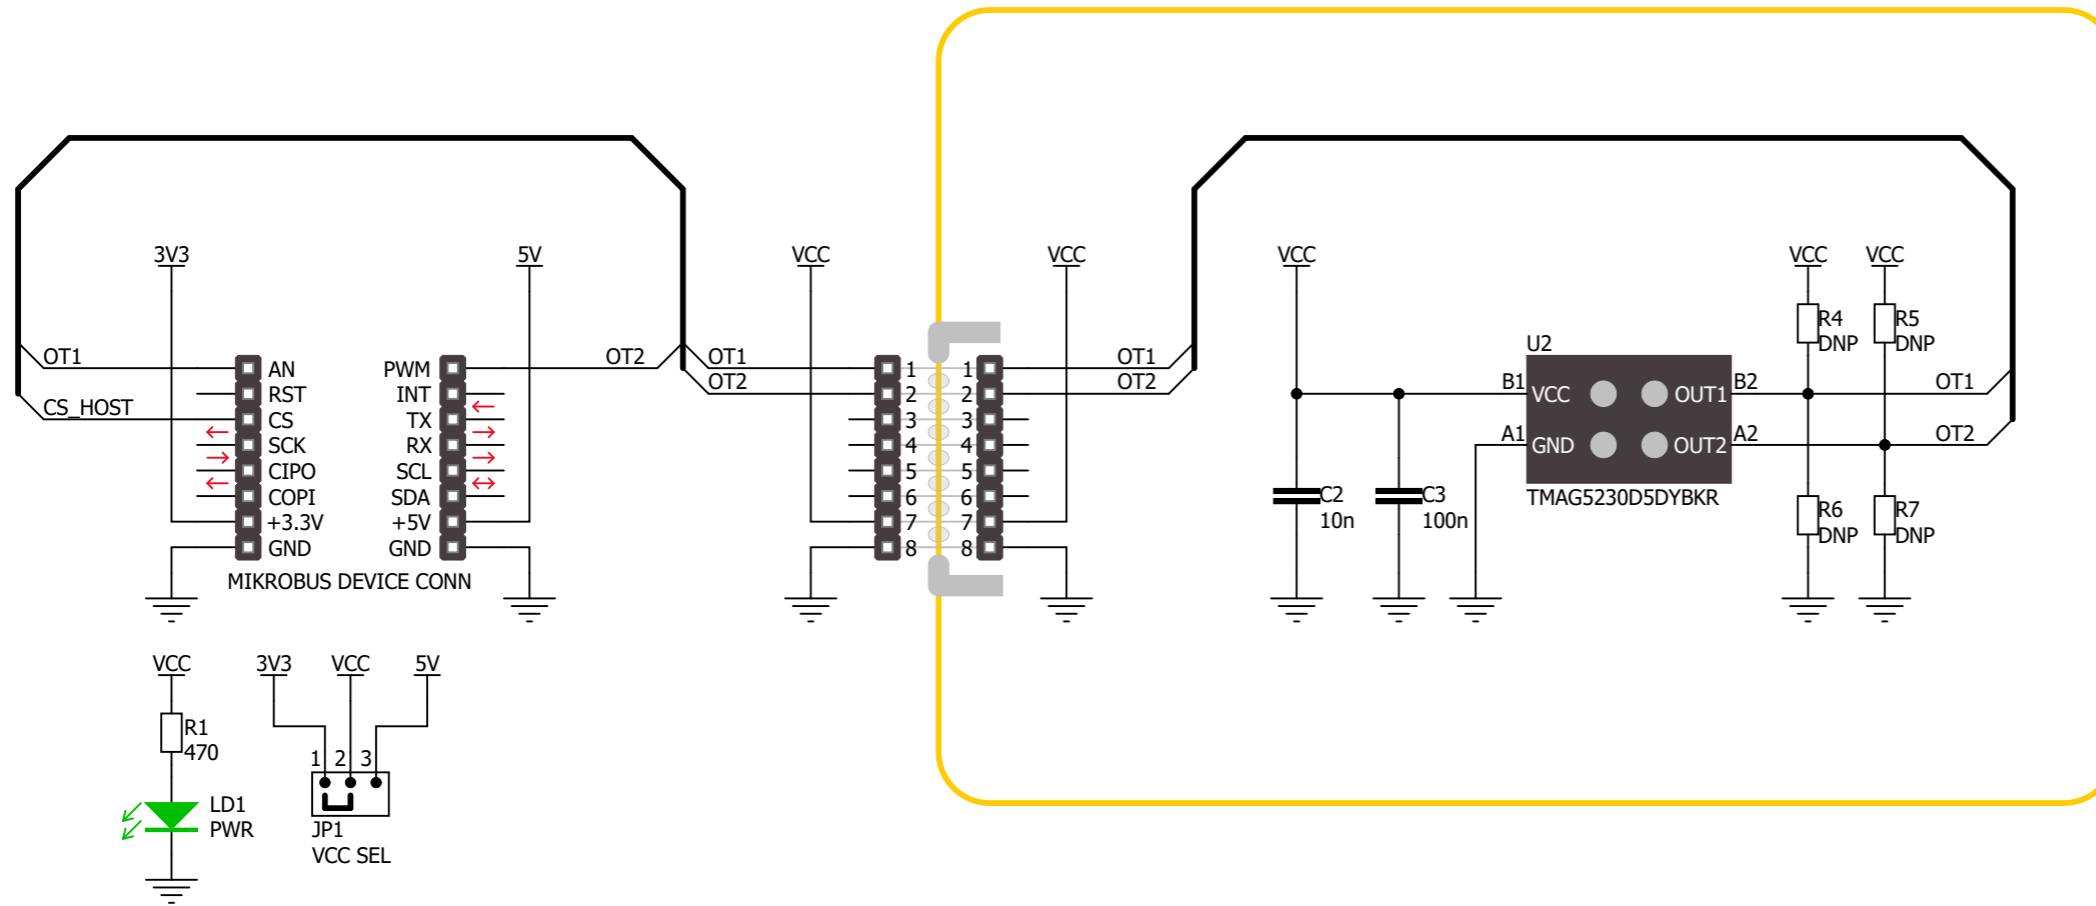 3V3
5V
VCC
VCC
VCC
VCC
VCC
OT1
CS_HOST
AN
RST
CS
SCK
CIPO
COPI
+3.3V
GND
PWM
INT
TX
RX
SCL
SDA
+5V
GND
MIKROBUS DEVICE CONN
OT2
OT1
OT2
1
2
3
4
5
6
7
8
1
2
3
4
5
6
7
8
OT1
OT2
C2
10n
C3
100n
U2
B1
A1
VCC
GND
OUT1
OUT2
B2
A2
TMAG5230D5DYBKR
R4
DNP
R5
DNP
R6
DNP
R7
DNP
OT1
OT2
VCC
R1
470
LD1
PWR
3V3
VCC
5V
1 2 3
JP1
VCC SEL